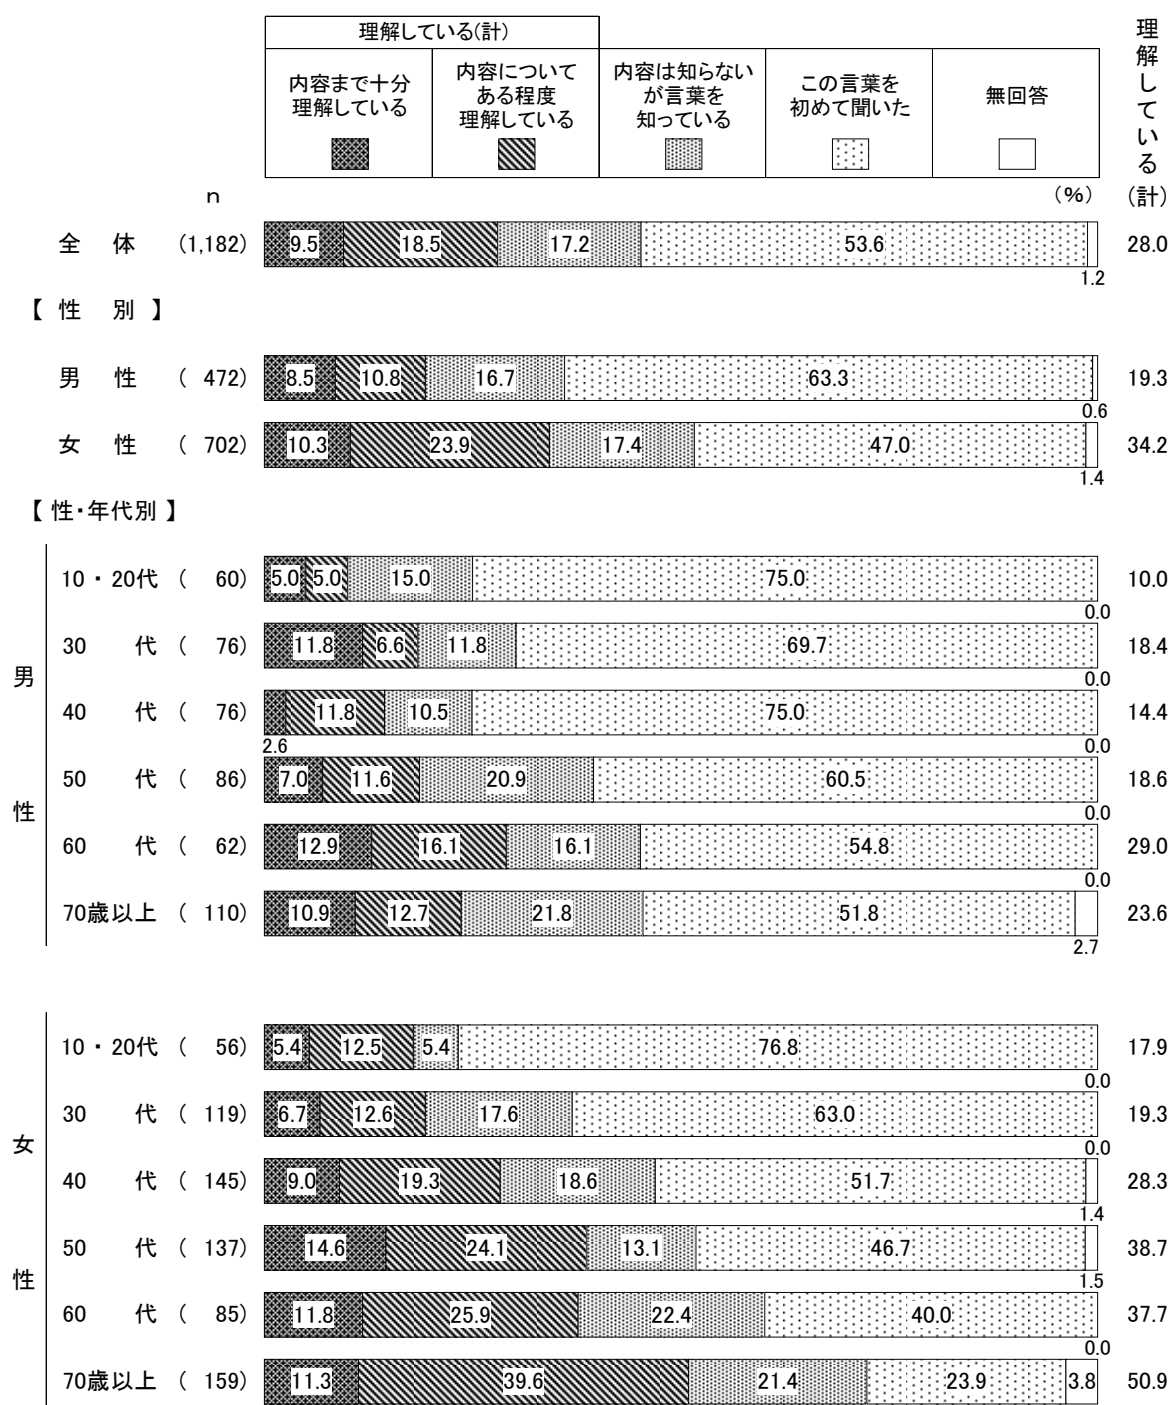 理解している(計)
内容まで十分
理解している
内容について
ある程度
理解している
内容は知らない
が言葉を
知っている
この言葉を
初めて聞いた
無回答
理解している
(計)
n
(%)
全 体 (1,182) 9.5 18.5 17.2 53.6 28.0
1.2
【 性 別 】
男 性 ( 472) 8.5 10.8 16.7 63.3 19.3
0.6
女 性 ( 702) 10.3 23.9 17.4 47.0 34.2
1.4
【 性・年代別 】
男性
10・20代 ( 60) 5.0 5.0 15.0 75.0 10.0
0.0
30 代 ( 76) 11.8 6.6 11.8 69.7 18.4
0.0
40 代 ( 76) 11.8 10.5 75.0 14.4
2.6 0.0
50 代 ( 86) 7.0 11.6 20.9 60.5 18.6
0.0
60 代 ( 62) 12.9 16.1 16.1 54.8 29.0
0.0
70歳以上 ( 110) 10.9 12.7 21.8 51.8 23.6
2.7
女性
10・20代 ( 56) 5.4 12.5 5.4 76.8 17.9
0.0
30 代 ( 119) 6.7 12.6 17.6 63.0 19.3
0.0
40 代 ( 145) 9.0 19.3 18.6 51.7 28.3
1.4
50 代 ( 137) 14.6 24.1 13.1 46.7 38.7
1.5
60 代 ( 85) 11.8 25.9 22.4 40.0 37.7
0.0
70歳以上 ( 159) 11.3 39.6 21.4 23.9 3.8 50.9